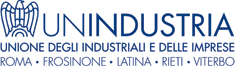 UNINDUSTRIA
UNIONE DEGLI INDUSTRIALI E DELLE IMPRESE
ROMA • FROSINONE • LATINA • RIETI • VITERBO